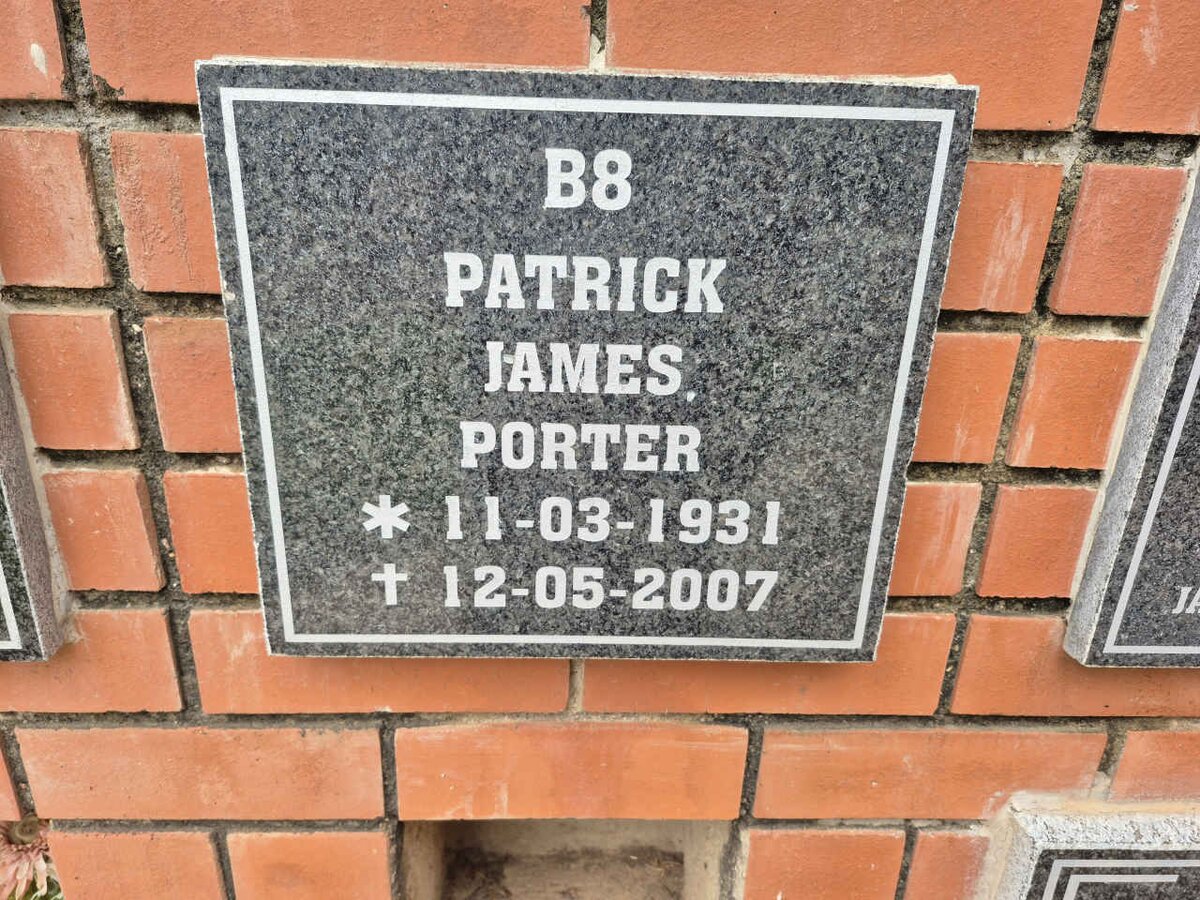 B8
PATRICK
JAMES
PORTER
* 11-03-1931
† 12-05-2007